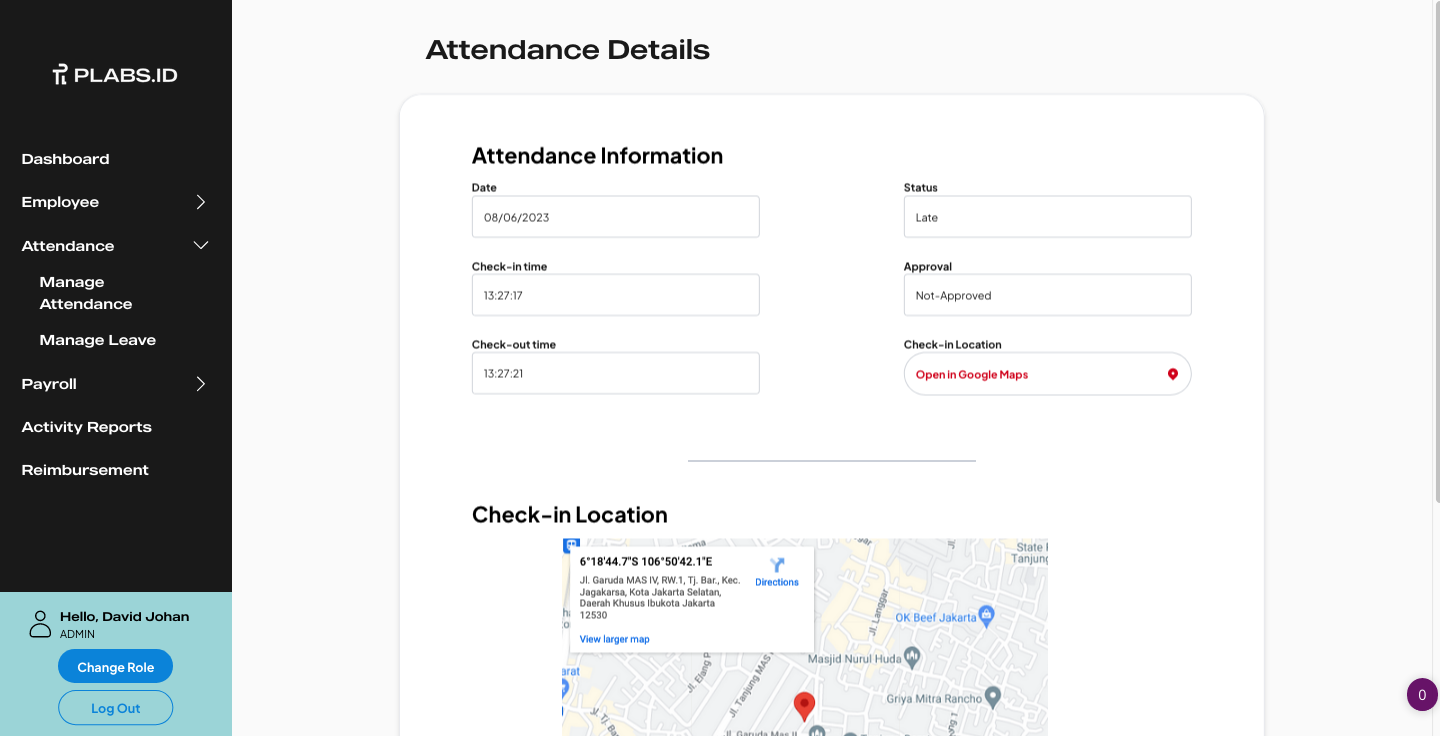 PLABS.ID
Dashboard
Employee
Attendance
Manage
Attendance
Manage Leave
Payroll
Activity Reports
Reimbursement
Hello, David Johan
ADMIN
Change Role
Log Out
Attendance Details
Attendance Information
Date
08/06/2023
Status
Late
Check-in time
13:27:17
Approval
Not-Approved
Check-out time
13:27:21
Check-in Location
Open in Google Maps
Check-in Location
6°18'44.7"S 106°50'42.1"E
Jl. Garuda MAS IV, RW.1, Tj. Bar., Kec.
Jagakarsa, Kota Jakarta Selatan,
Daerah Khusus Ibukota Jakarta
12530
Directions
View larger map
State
Tanjung
Jl. Langgar
OK Beef Jakarta
Masjid Nurul Huda
Griya Mitra Rancho
Jl. Elang
Jl. Tanjung MAS
Jl. Tj. Bar
Jl. Garuda Mas II
0